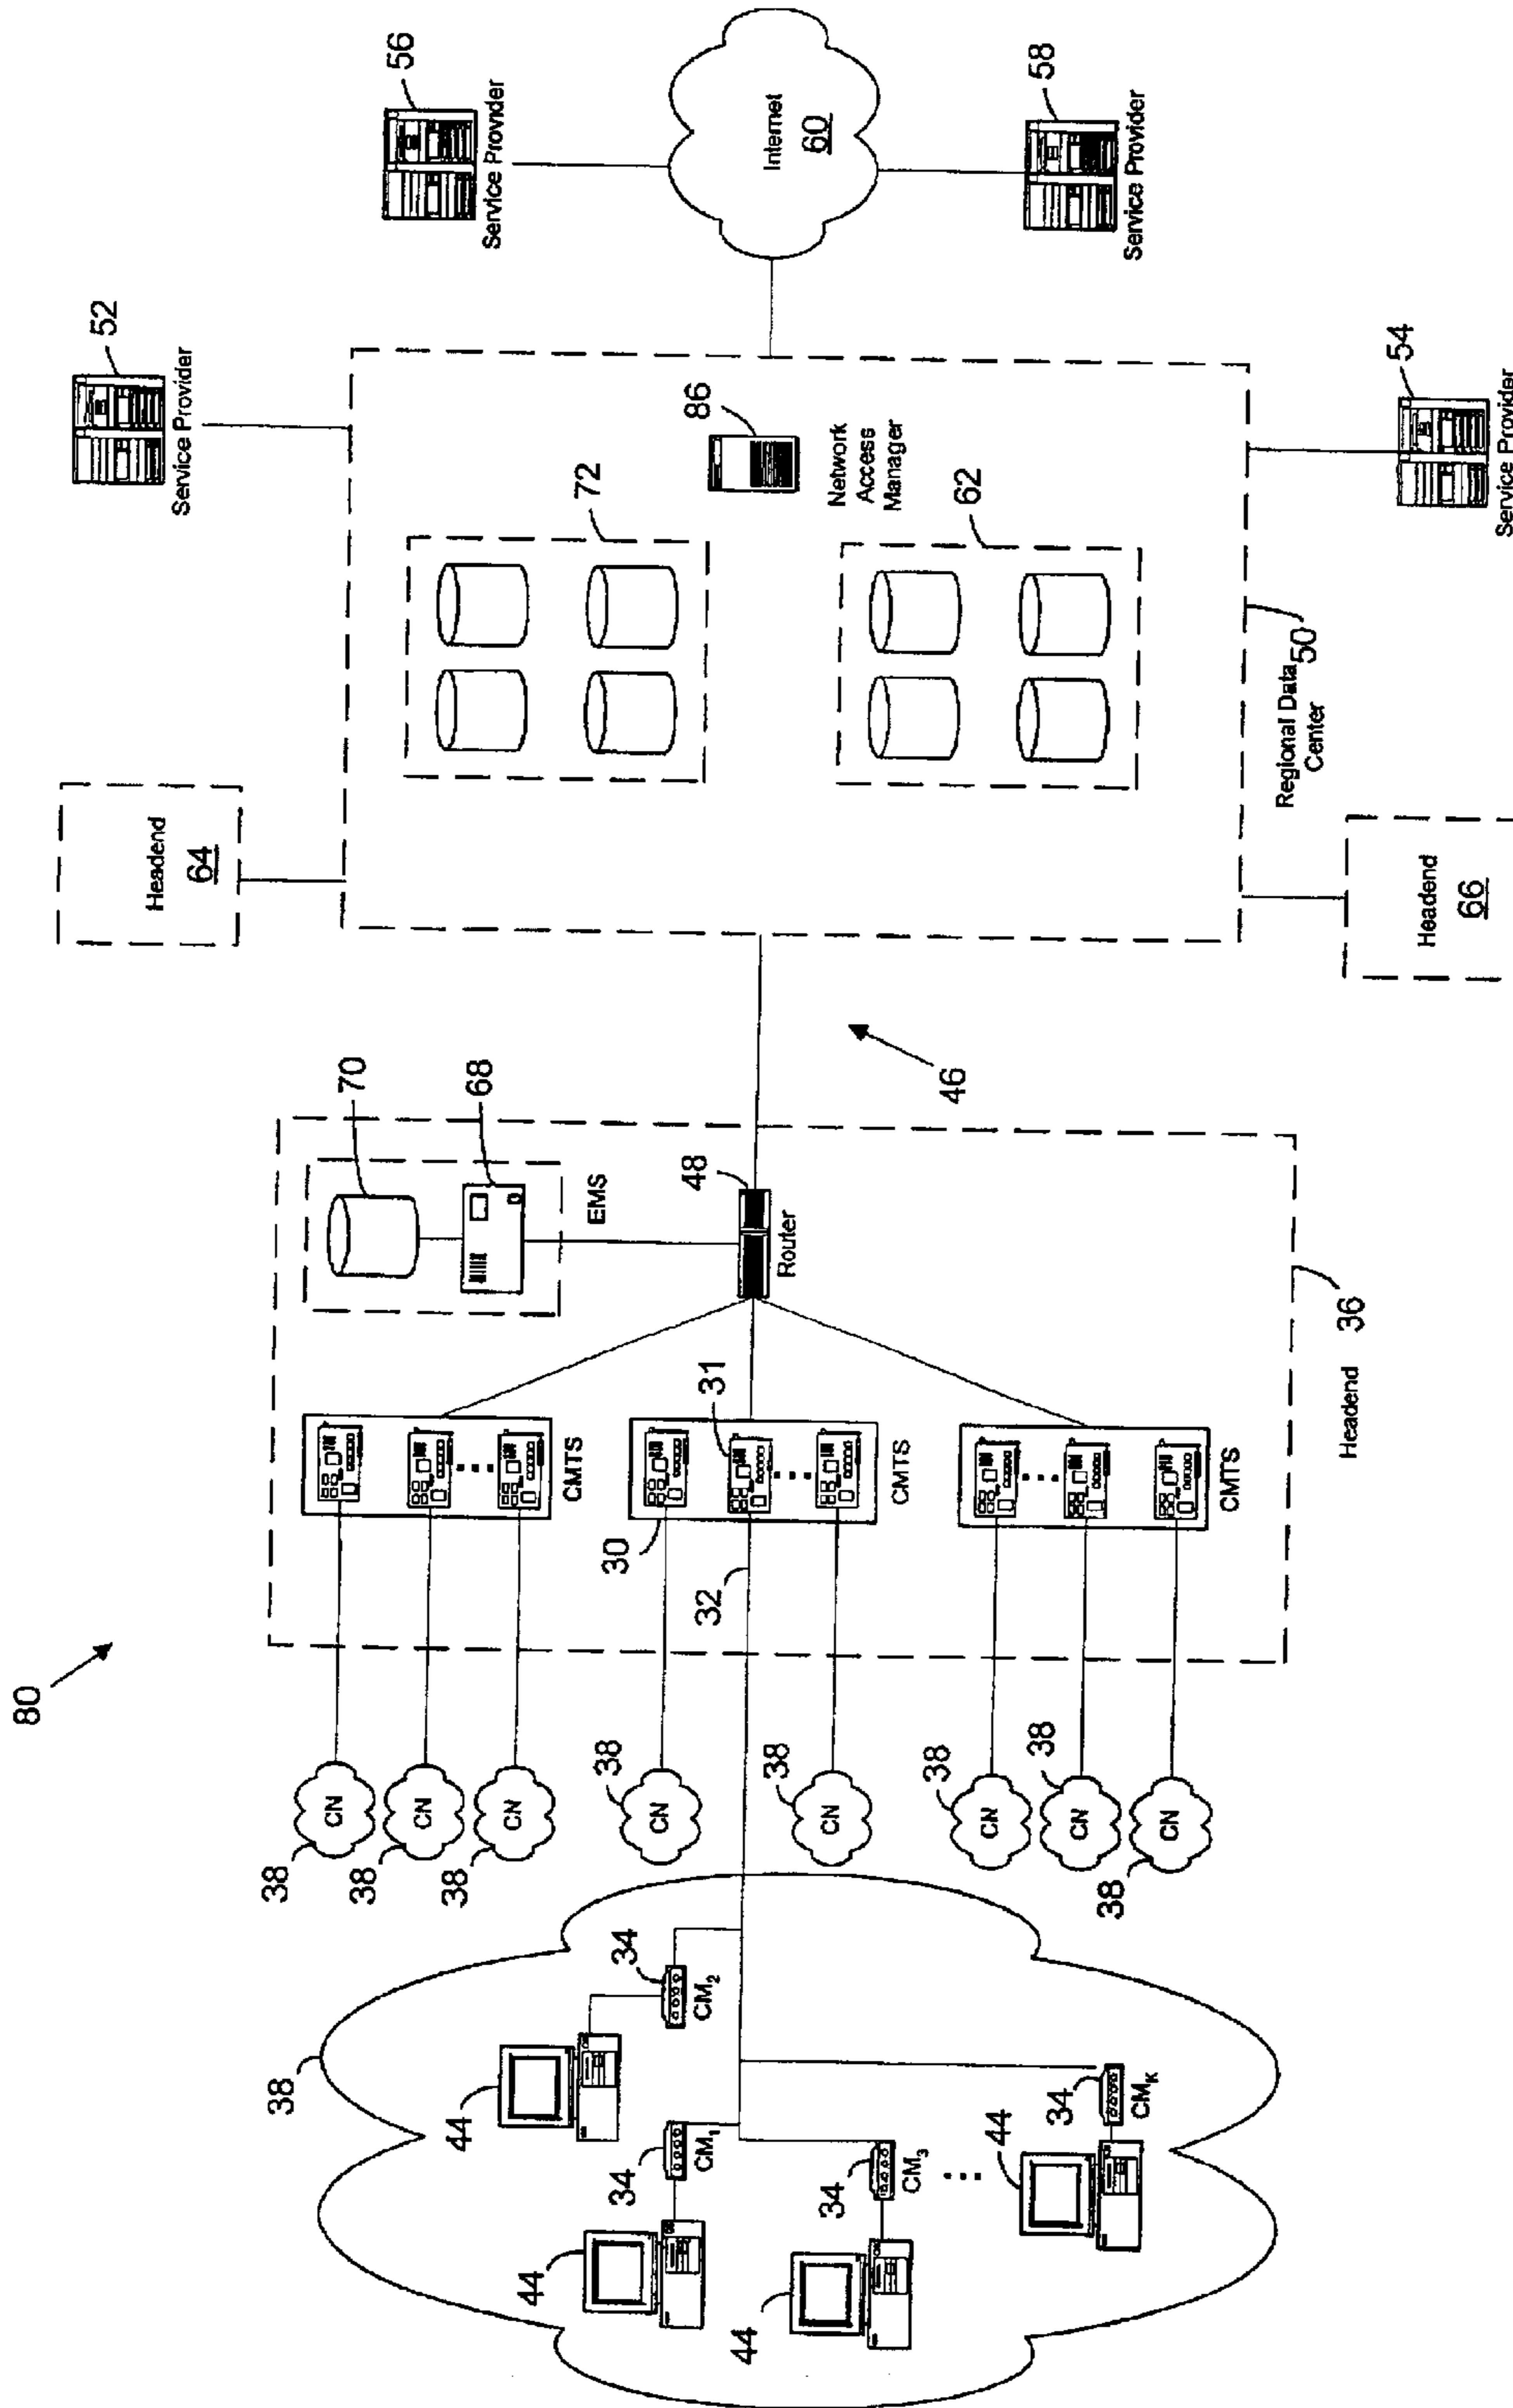 80
38
44
34
CM₂
44
34
CM₁
44
34
CM₃
44
34
CMₖ
38
CN
38
CN
38
CN
38
CN
38
CN
38
CN
38
CN
38
CN
32
30
31
CMTS
CMTS
CMTS
70
68
EMS
48
Router
Headend
36
46
Headend
64
Headend
66
72
62
86
Network
Access
Manager
Regional Data
Center
50
52
Service Provider
54
Service Provider
56
Service Provider
Internet
60
58
Service Provider